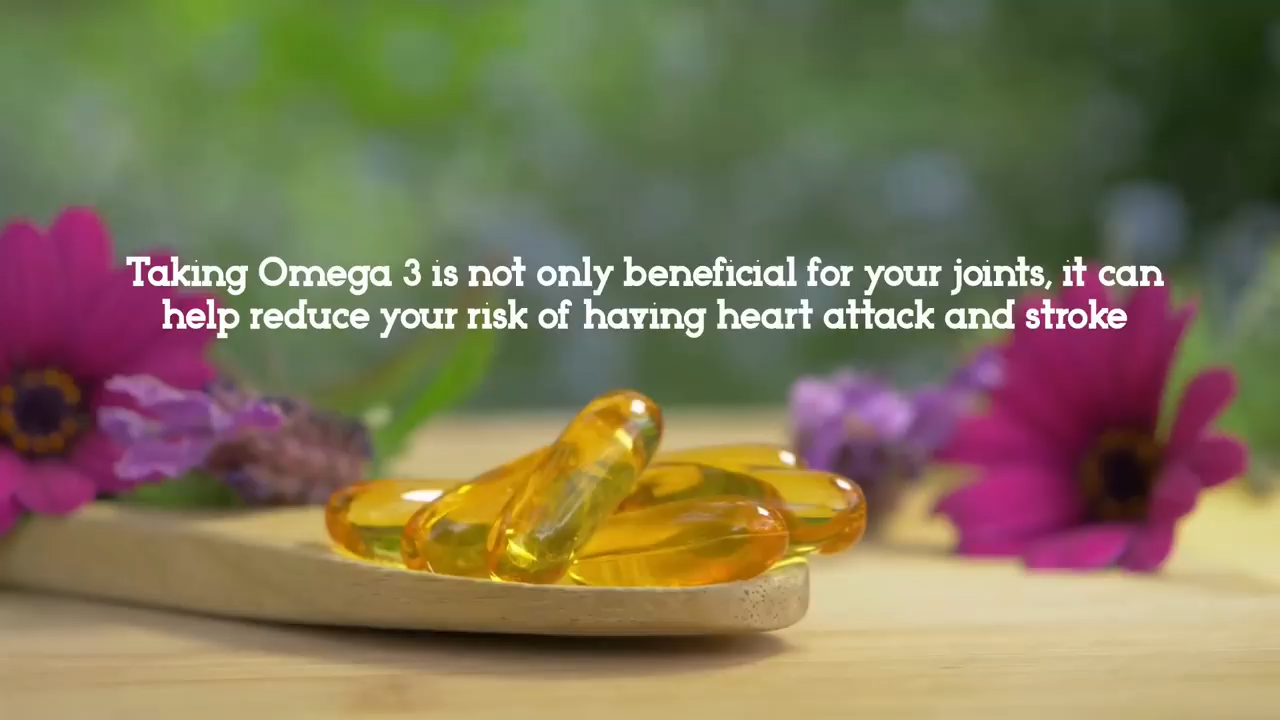 Taking Omega 3 is not only beneficial for your joints, it can
help reduce your risk of having heart attack and stroke